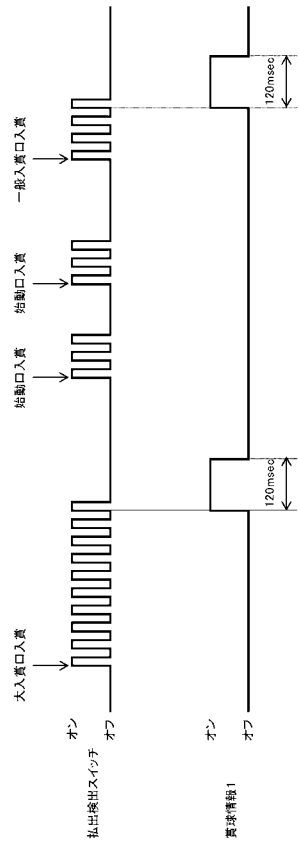 大入賞口入賞
始動口入賞
始動口入賞
一般入賞口入賞
オン
払出検出スイッチ
オフ
オン
賞球情報1
オフ
120msec
120msec